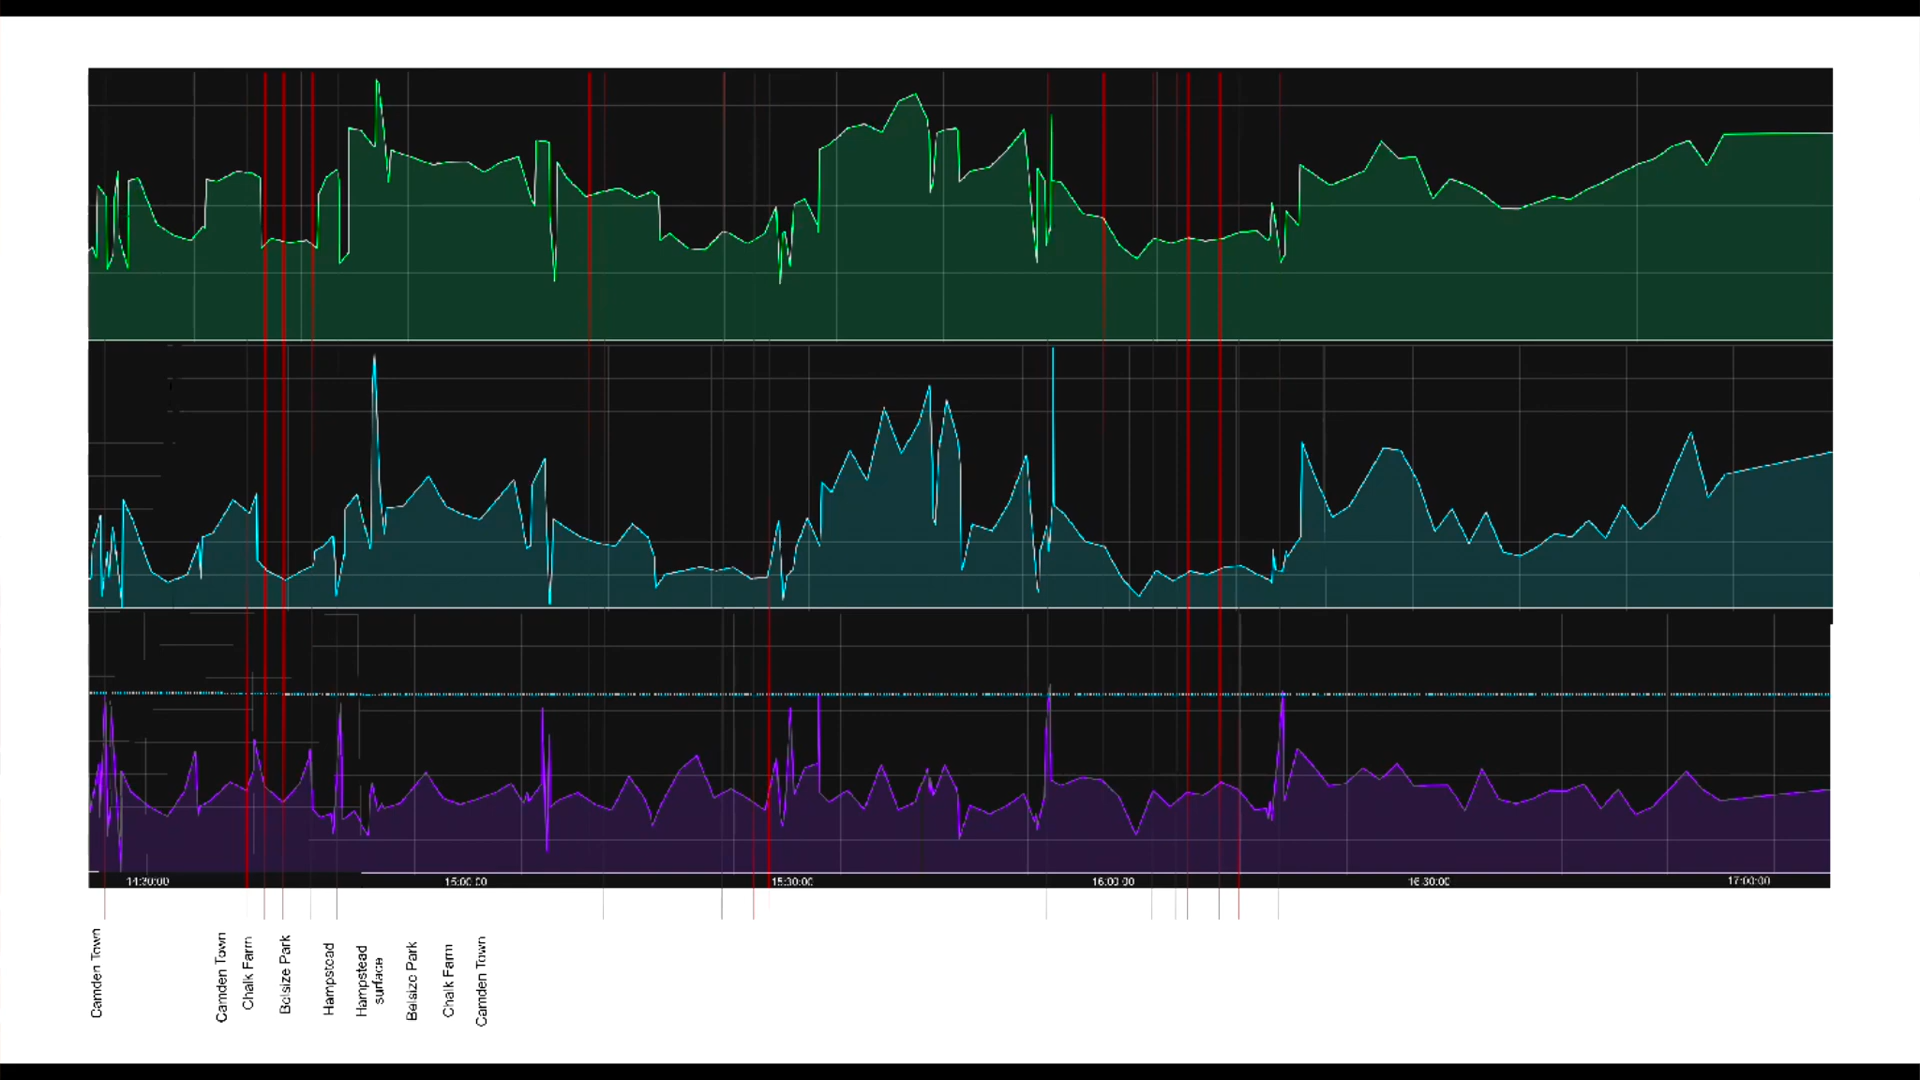 14:30:00 15:00:00 15:30:00 16:00:00 16:30:00 17:00:00
Camden Town
Camden Town
Chalk Farm
Belsize Park
Hampstead
Hampstead
surface
Belsize Park
Chalk Farm
Camden Town